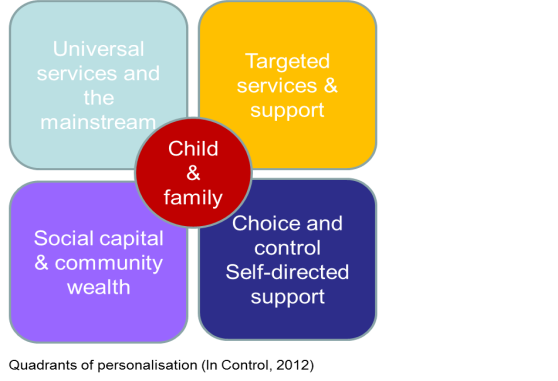 Universal
services and
the
mainstream
Targeted
services &
support
Child
&
family
Social capital
& community
wealth
Choice and
control
Self-directed
support
Quadrants of personalisation (In Control, 2012)